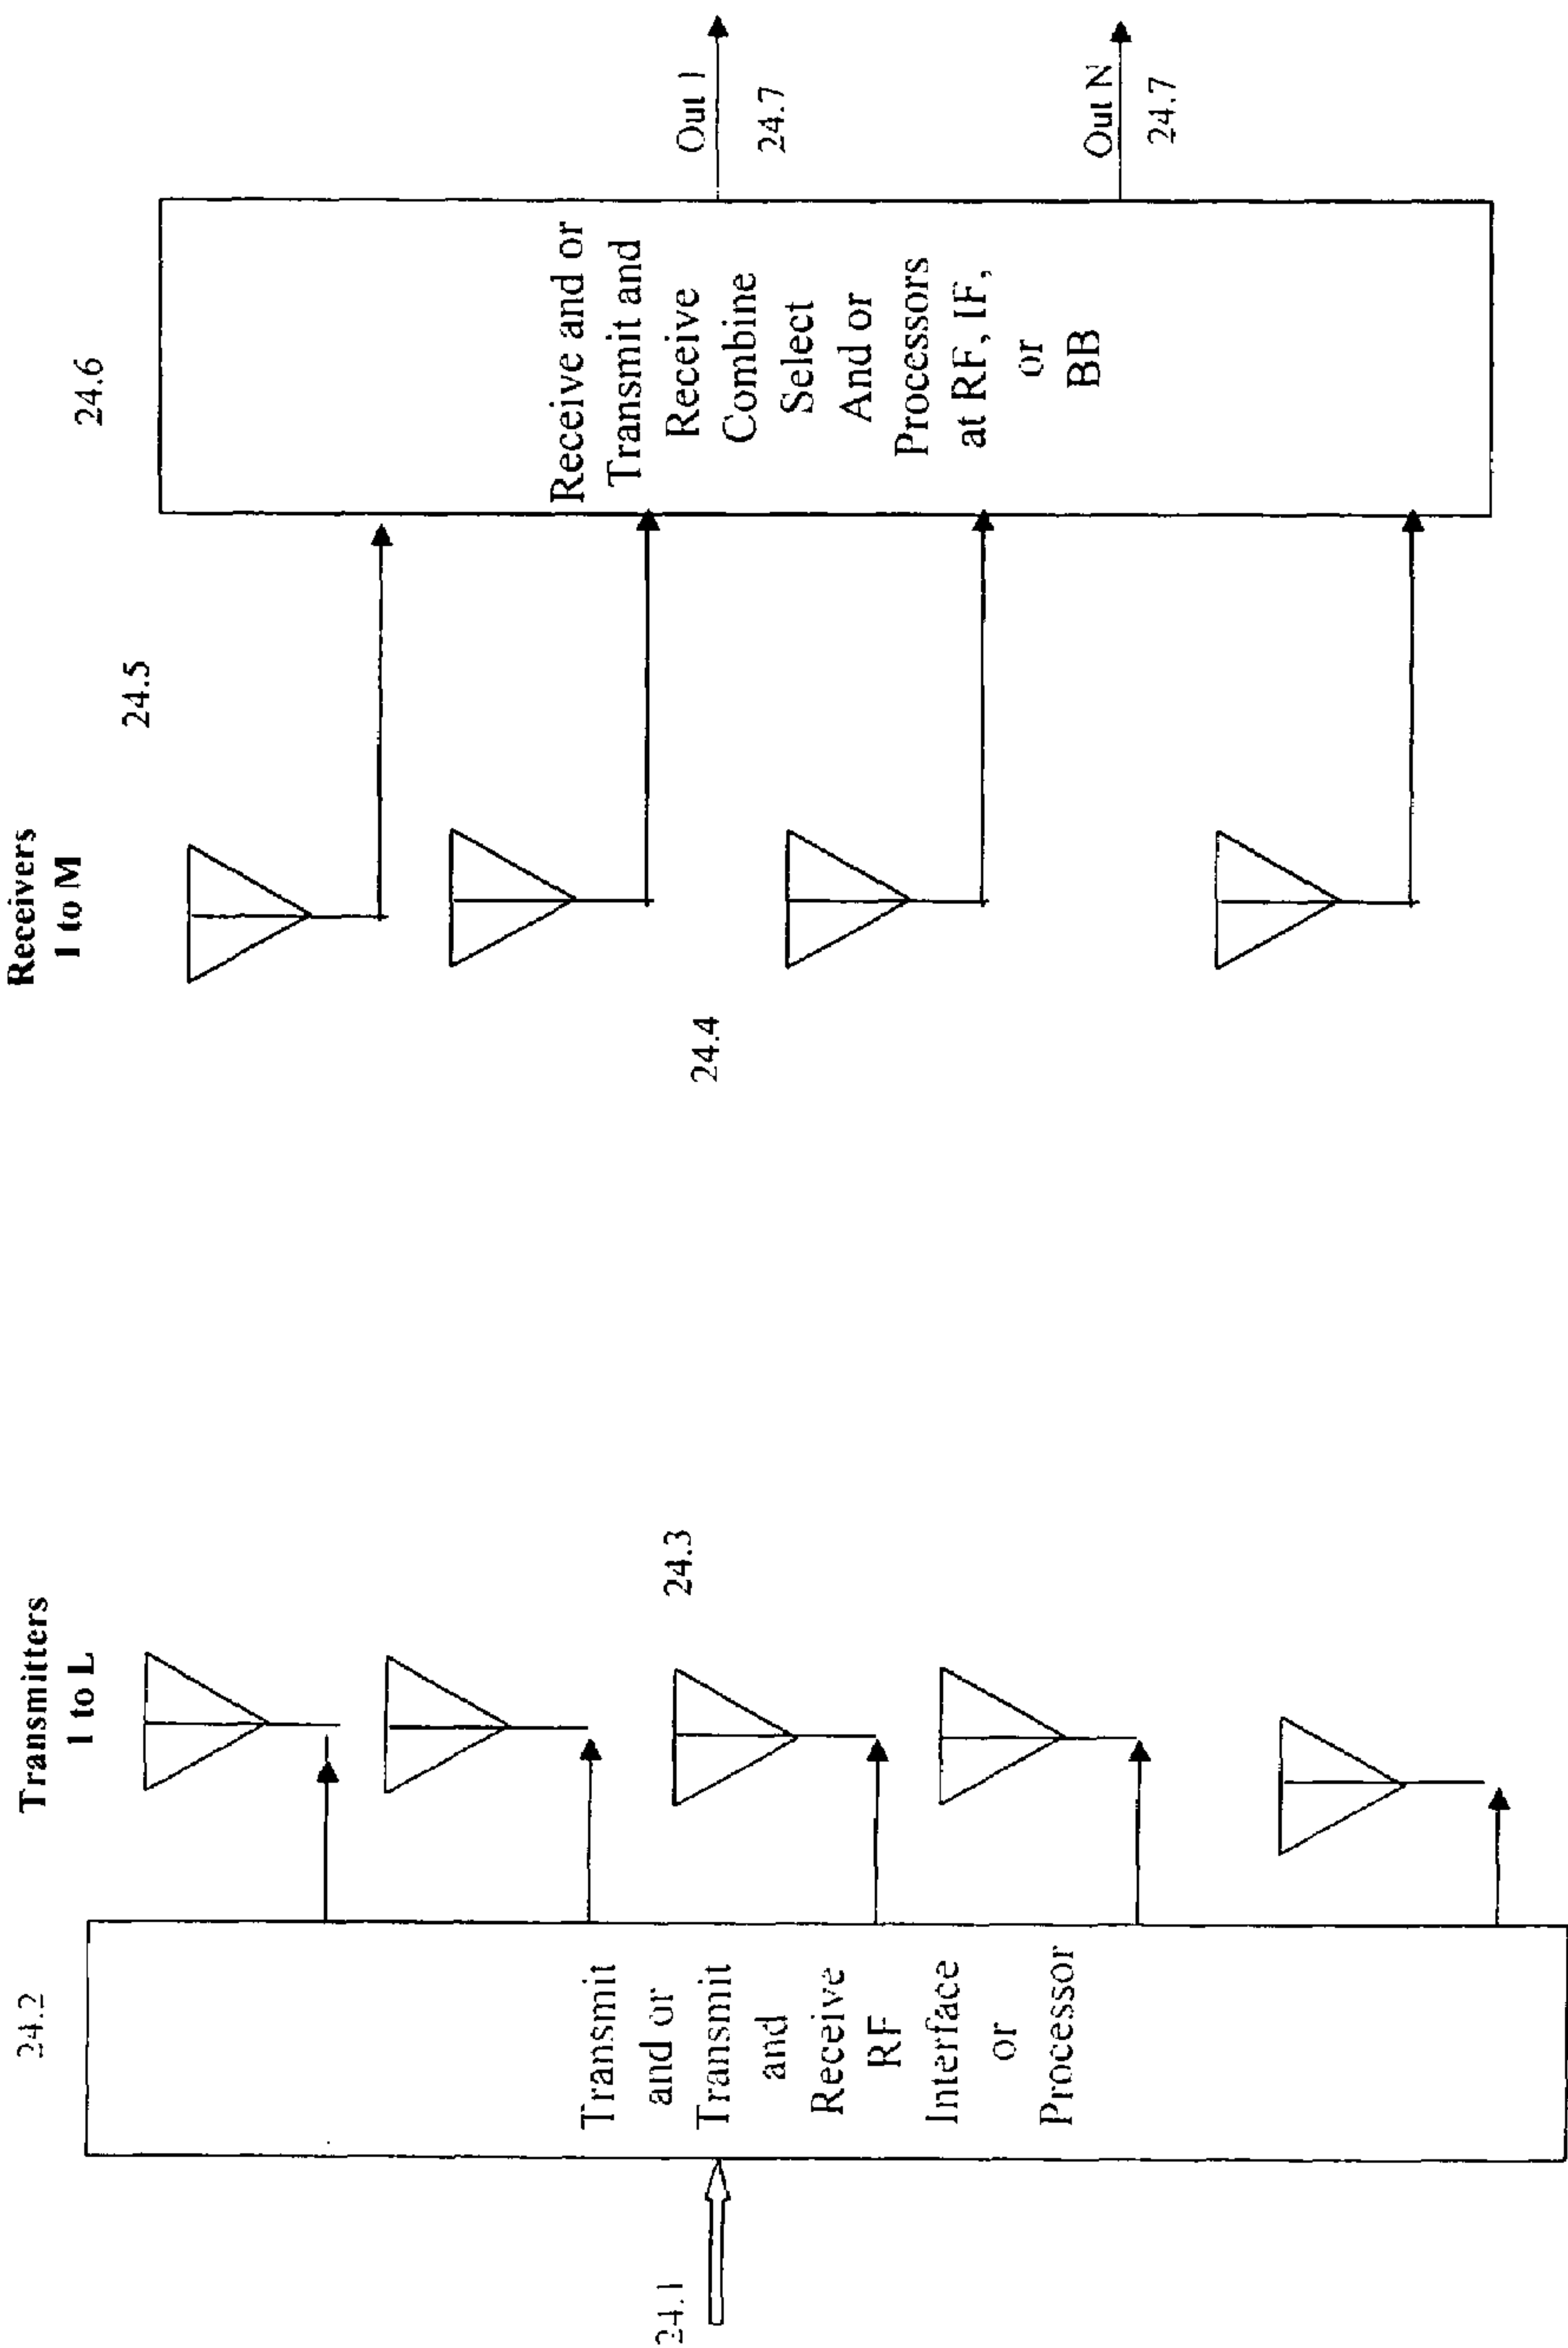 Transmitters
1 to L
Receivers
1 to M
24.1
24.2
Transmit
and or
Transmit
and
Receive
RF
Interface
or
Processor
24.3
24.4
24.5
24.6
Receive and or
Transmit and
Receive
Combine
Select
And or
Processors
at RF, IF,
or
BB
Out 1
24.7
Out N
24.7